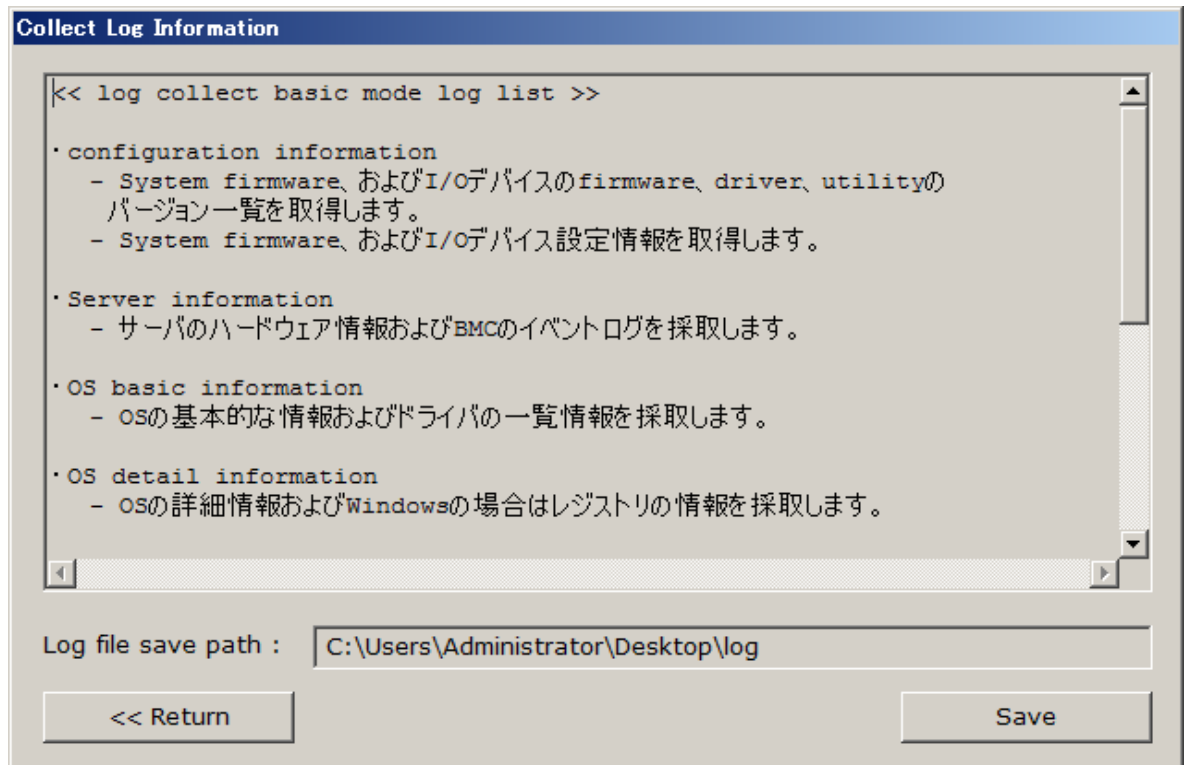 Collect Log Information
<< log collect basic mode log list >>
・configuration information
- System firmware、およびI/Oデバイスのfirmware、driver、utilityの
バージョン一覧を取得します。
- System firmware、およびI/Oデバイス設定情報を取得します。
・Server information
- サーバのハードウェア情報およびBMCのイベントログを採取します。
・OS basic information
- OSの基本的な情報およびドライバの一覧情報を採取します。
・OS detail information
- OSの詳細情報およびWindowsの場合はレジストリの情報を採取します。
Log file save path :
C:\Users\Administrator\Desktop\log
<< Return
Save